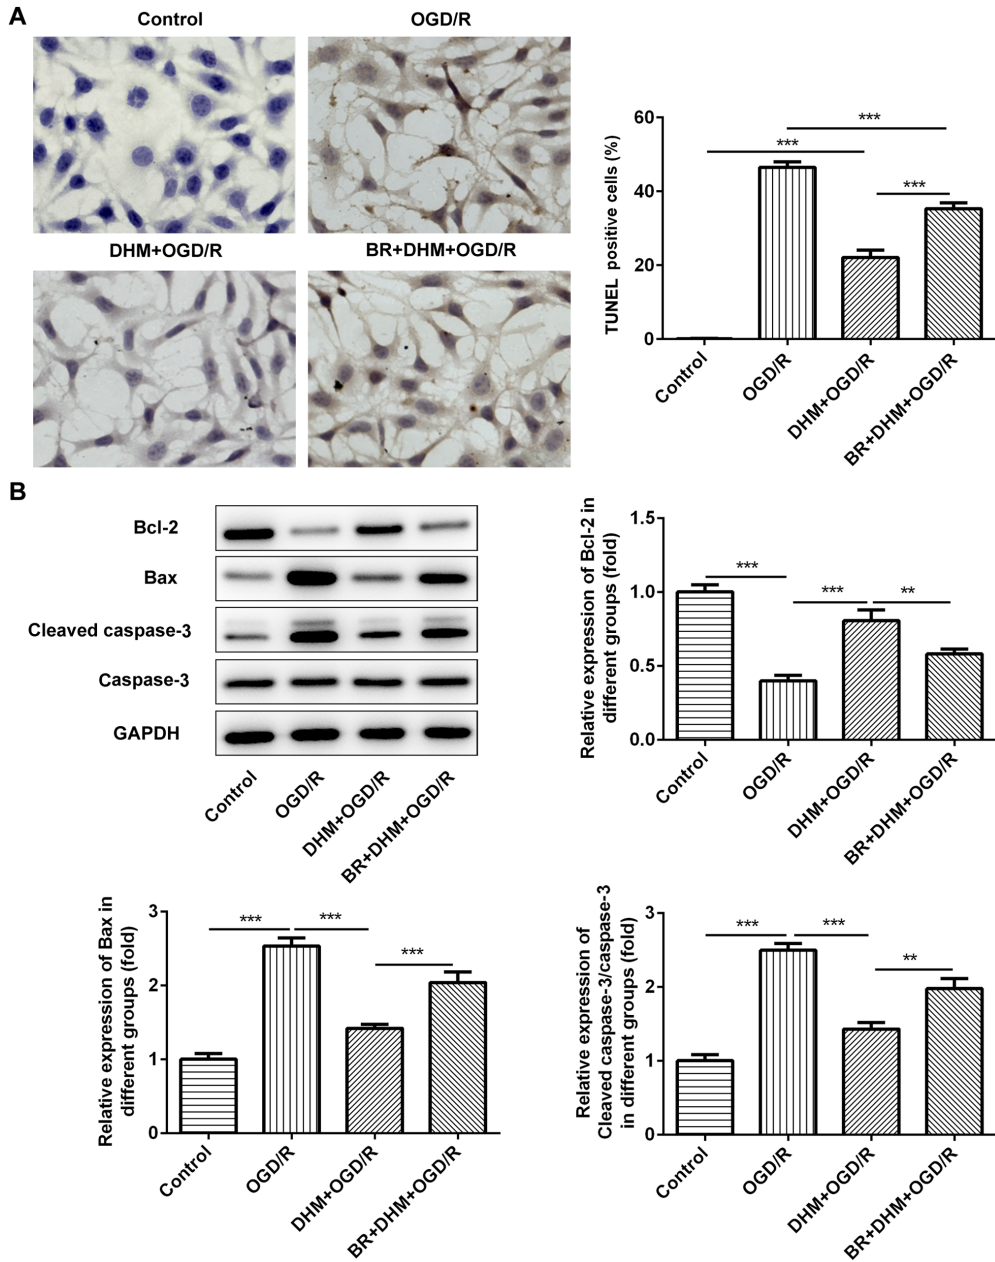 A
Control
OGD/R
DHM+OGD/R
BR+DHM+OGD/R
TUNEL positive cells (%)
60
40
20
0
***
***
***
Control
OGD/R
DHM+OGD/R
BR+DHM+OGD/R
B
Bcl-2
Bax
Cleaved caspase-3
Caspase-3
GAPDH
Control
OGD/R
DHM+OGD/R
BR+DHM+OGD/R
Relative expression of Bcl-2 in
different groups (fold)
1.5
1.0
0.5
0.0
***
***
**
Control
OGD/R
DHM+OGD/R
BR+DHM+OGD/R
Relative expression of Bax in
different groups (fold)
3
2
1
0
***
***
***
Control
OGD/R
DHM+OGD/R
BR+DHM+OGD/R
Relative expression of
Cleaved caspase-3/caspase-3
in different groups (fold)
3
2
1
0
***
***
**
Control
OGD/R
DHM+OGD/R
BR+DHM+OGD/R